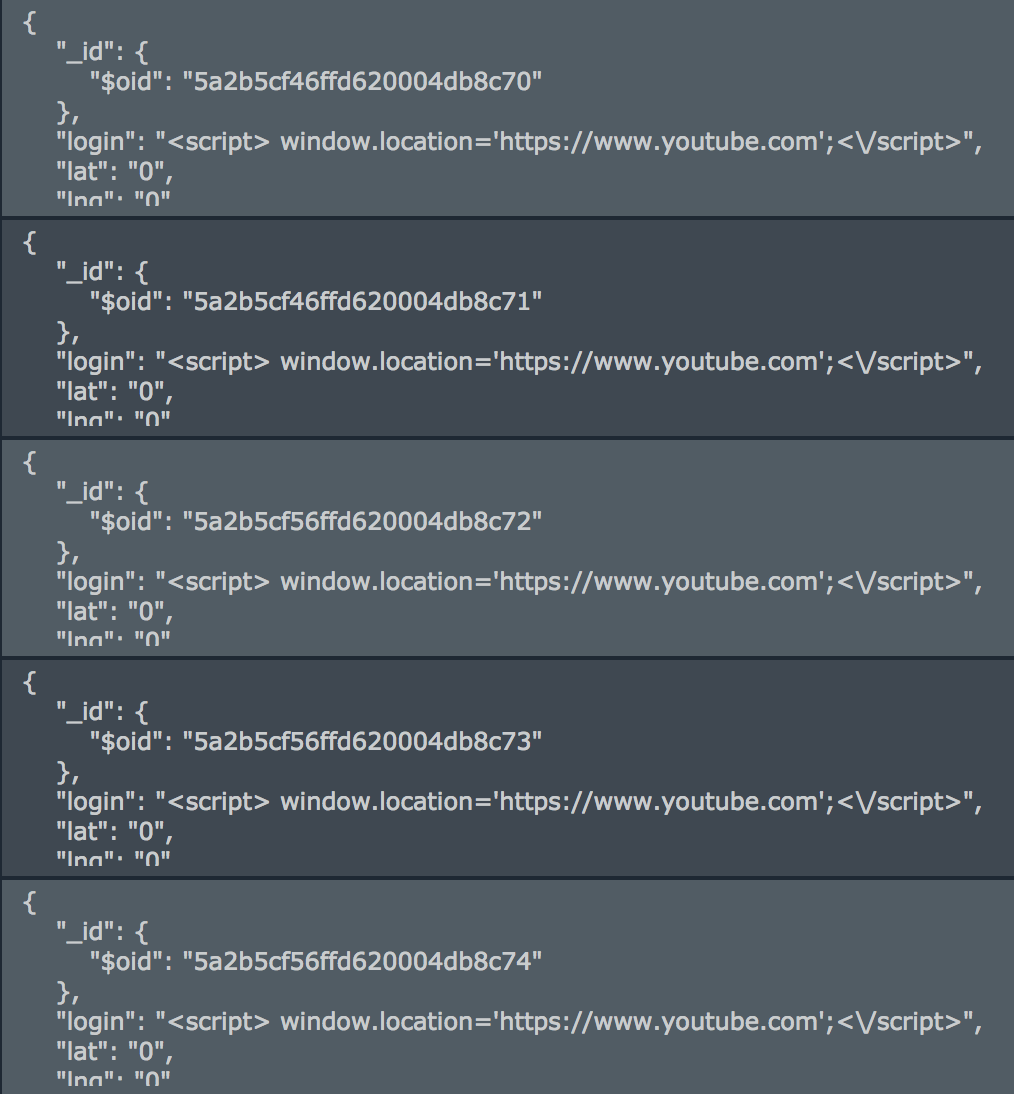 {
"_id": {
"$oid": "5a2b5cf46ffd620004db8c70"
},
"login": "<script> window.location='https://www.youtube.com';<\/script>",
"lat": "0",
"lng": "0"
{
"_id": {
"$oid": "5a2b5cf46ffd620004db8c71"
},
"login": "<script> window.location='https://www.youtube.com';<\/script>",
"lat": "0",
"lng": "0"
{
"_id": {
"$oid": "5a2b5cf56ffd620004db8c72"
},
"login": "<script> window.location='https://www.youtube.com';<\/script>",
"lat": "0",
"lng": "0"
{
"_id": {
"$oid": "5a2b5cf56ffd620004db8c73"
},
"login": "<script> window.location='https://www.youtube.com';<\/script>",
"lat": "0",
"lng": "0"
{
"_id": {
"$oid": "5a2b5cf56ffd620004db8c74"
},
"login": "<script> window.location='https://www.youtube.com';<\/script>",
"lat": "0",
"lng": "0"